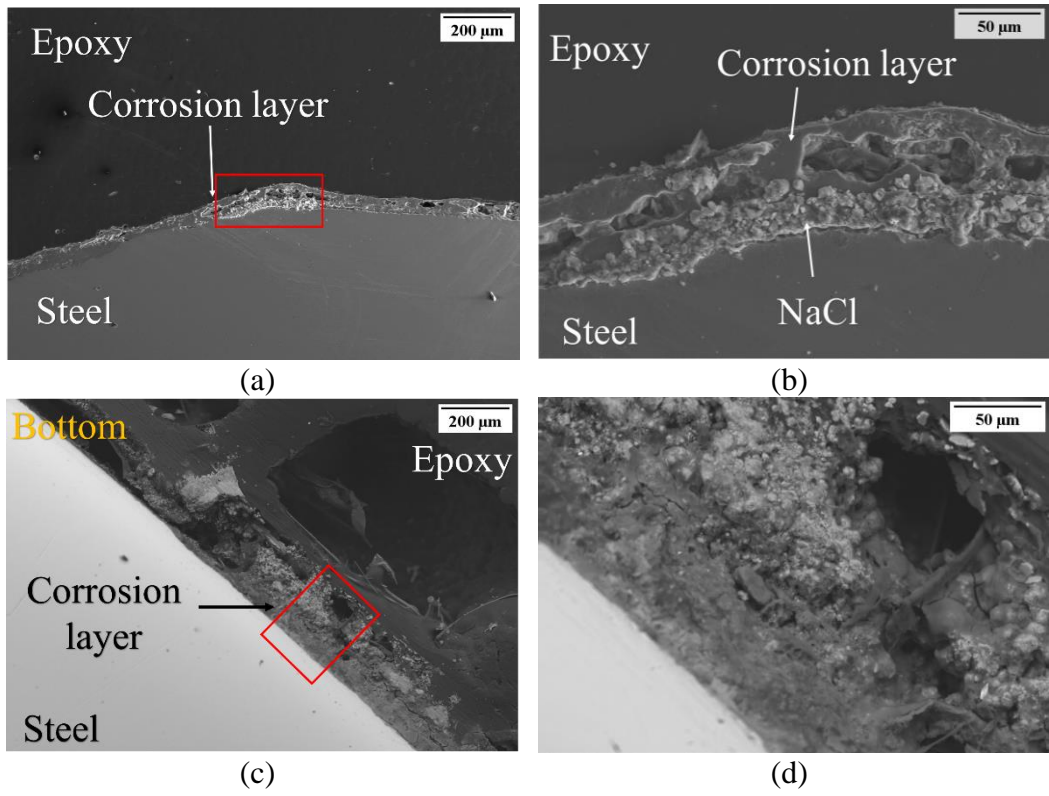 200 μm
Epoxy
Corrosion layer
Steel
(a)
50 μm
Epoxy
Corrosion layer
NaCl
Steel
(b)
Bottom
200 μm
Epoxy
Corrosion
layer
Steel
(c)
50 μm
(d)